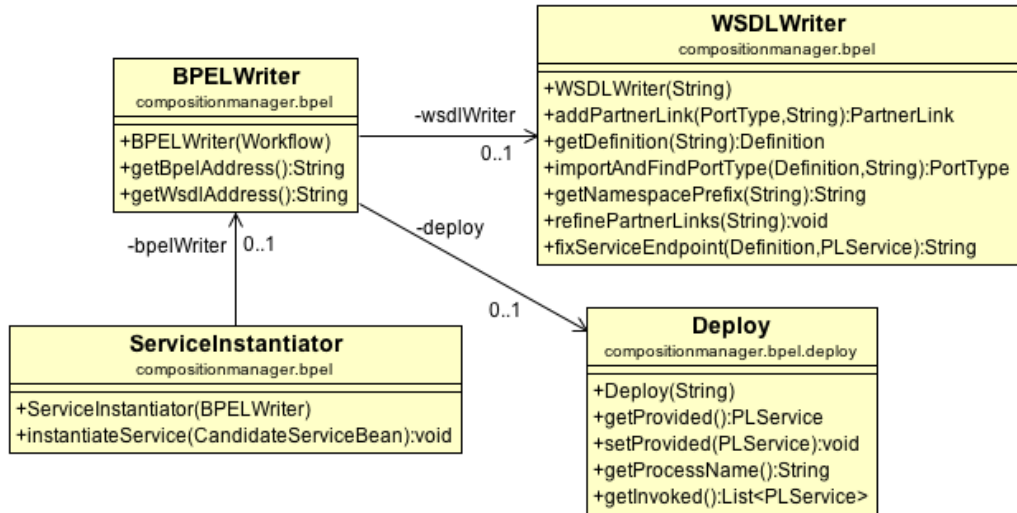 WSDLWriter
compositionmanager.bpel
+WSDLWriter(String)
+addPartnerLink(PortType,String):PartnerLink
+getDefinition(String):Definition
+importAndFindPortType(Definition,String):PortType
+getNamespacePrefix(String):String
+refinePartnerLinks(String):void
+fixServiceEndpoint(Definition,PLService):String
BPELWriter
compositionmanager.bpel
+BPELWriter(Workflow)
+getBpelAddress():String
+getWsdlAddress():String
-wsdlWriter
0..1
-deploy
0..1
-bpelWriter
0..1
ServiceInstantiator
compositionmanager.bpel
+ServiceInstantiator(BPELWriter)
+instantiateService(CandidateServiceBean):void
Deploy
compositionmanager.bpel.deploy
+Deploy(String)
+getProvided():PLService
+setProvided(PLService):void
+getProcessName():String
+getInvoked():List<PLService>